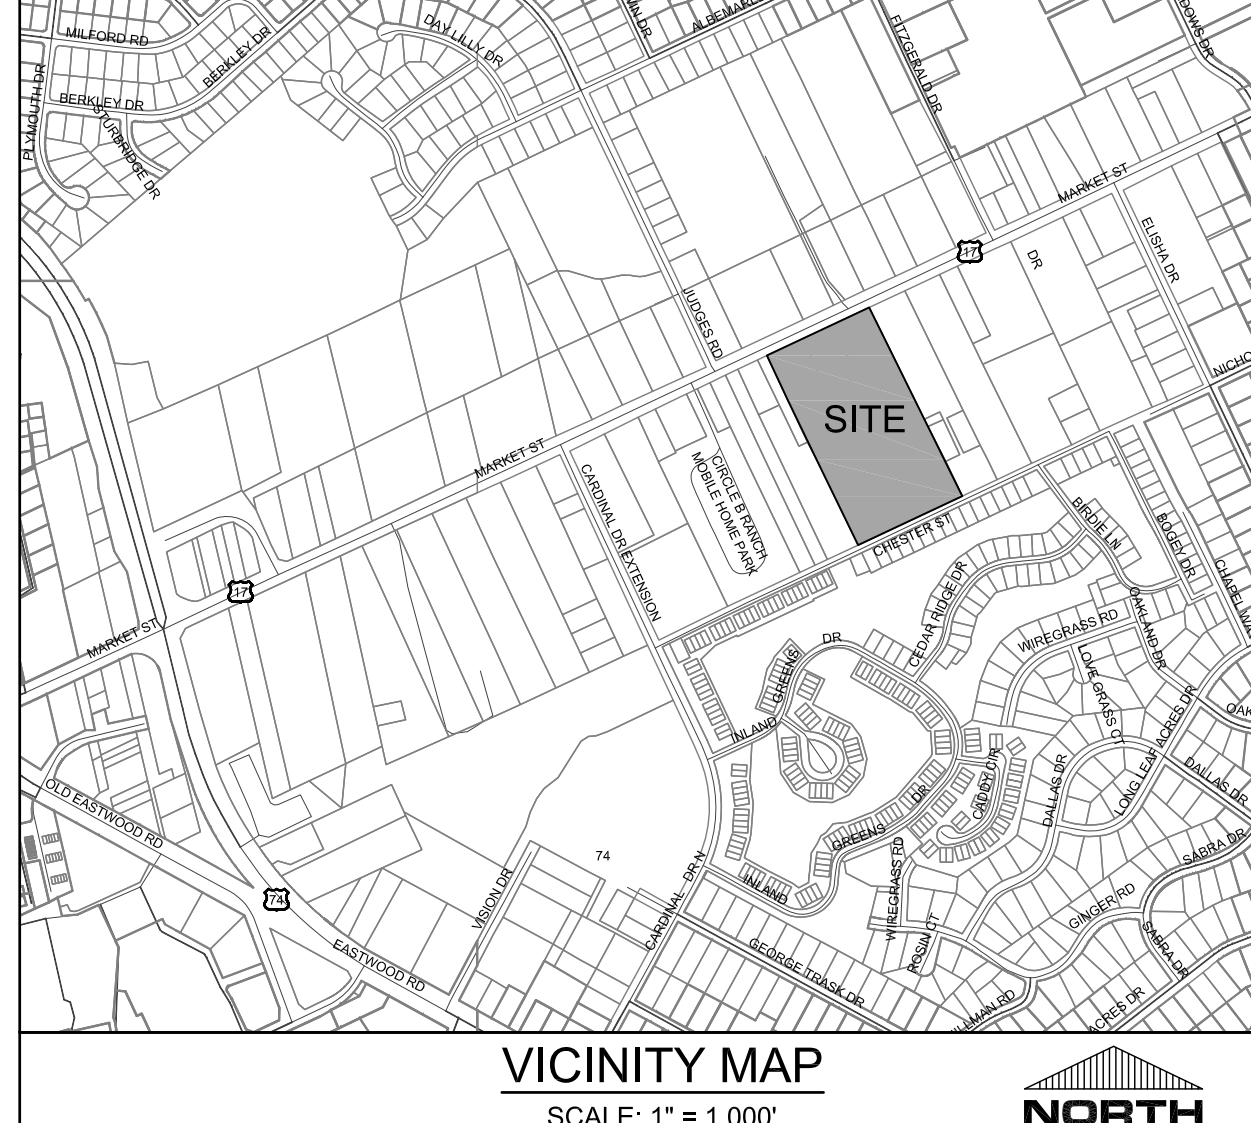 MILFORD RD
BERKLEY DR
DAY LILLY DR
PLYMOUTH DR
BERKLEY DR
STURBRIDGE DR
FITZGERALD DR
MARKET ST
17
DR
ELISHA DR
JUDGES RD
SITE
MARKET ST
CARDINAL DR EXTENSION
CIRCLE B RANCH
MOBILE HOME PARK
CHESTER ST
BIRDIE LN
BOGEY DR
17
MARKET ST
CEDAR RIDGE DR
WIREGRASS RD
OAKLAND DR
LOVE GRASS CT
INLAND
GREENS
DR
LONG LEAF ACRES DR
DALLAS DR
DALLAS DR
CADDY CIR
OLD EASTWOOD RD
74
74
EASTWOOD RD
VISION DR
CARDINAL DR N
INLAND
GREENS
DR
WIREGRASS RD
ROSIN CT
GEORGE TRASK DR
GINGER RD
SABRA DR
SABRA DR
ACRES DR
VICINITY MAP
SCALE: 1" = 1,000'
NORTH